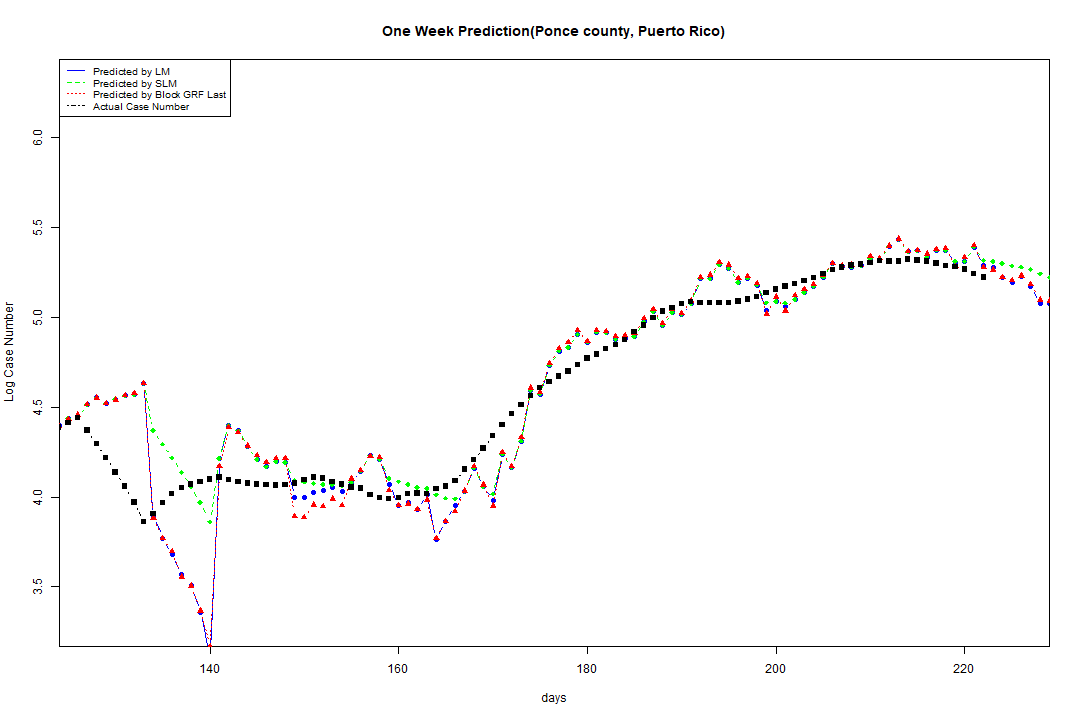 One Week Prediction(Ponce county, Puerto Rico)
Predicted by LM
Predicted by SLM
Predicted by Block GRF Last
Actual Case Number
6.0
5.5
5.0
4.5
4.0
3.5
Log Case Number
140 160 180 200 220
days